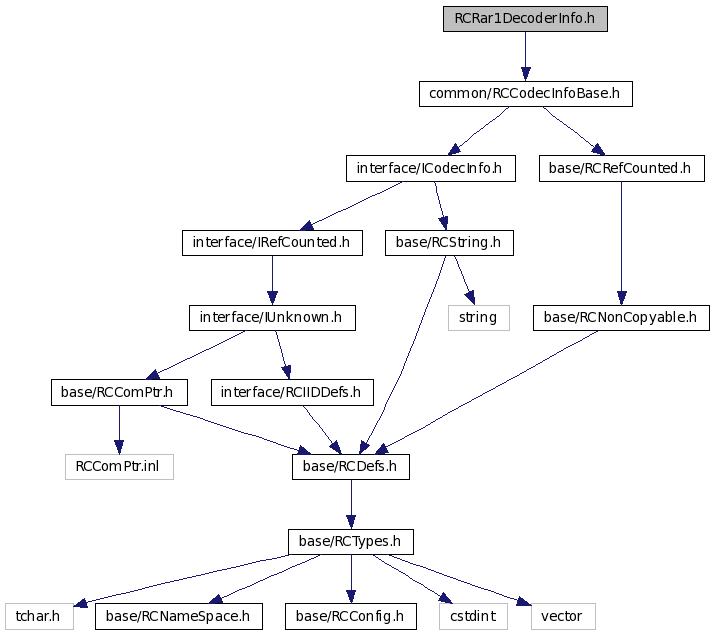 RCRar1DecoderInfo.h
common/RCCodecInfoBase.h
interface/ICodecInfo.h
base/RCRefCounted.h
interface/IRefCounted.h
base/RCString.h
interface/IUnknown.h
string
base/RCNonCopyable.h
base/RCComPtr.h
interface/RCIIDDefs.h
RCComPtr.inl
base/RCDefs.h
base/RCTypes.h
tchar.h
base/RCNameSpace.h
base/RCConfig.h
cstdint
vector